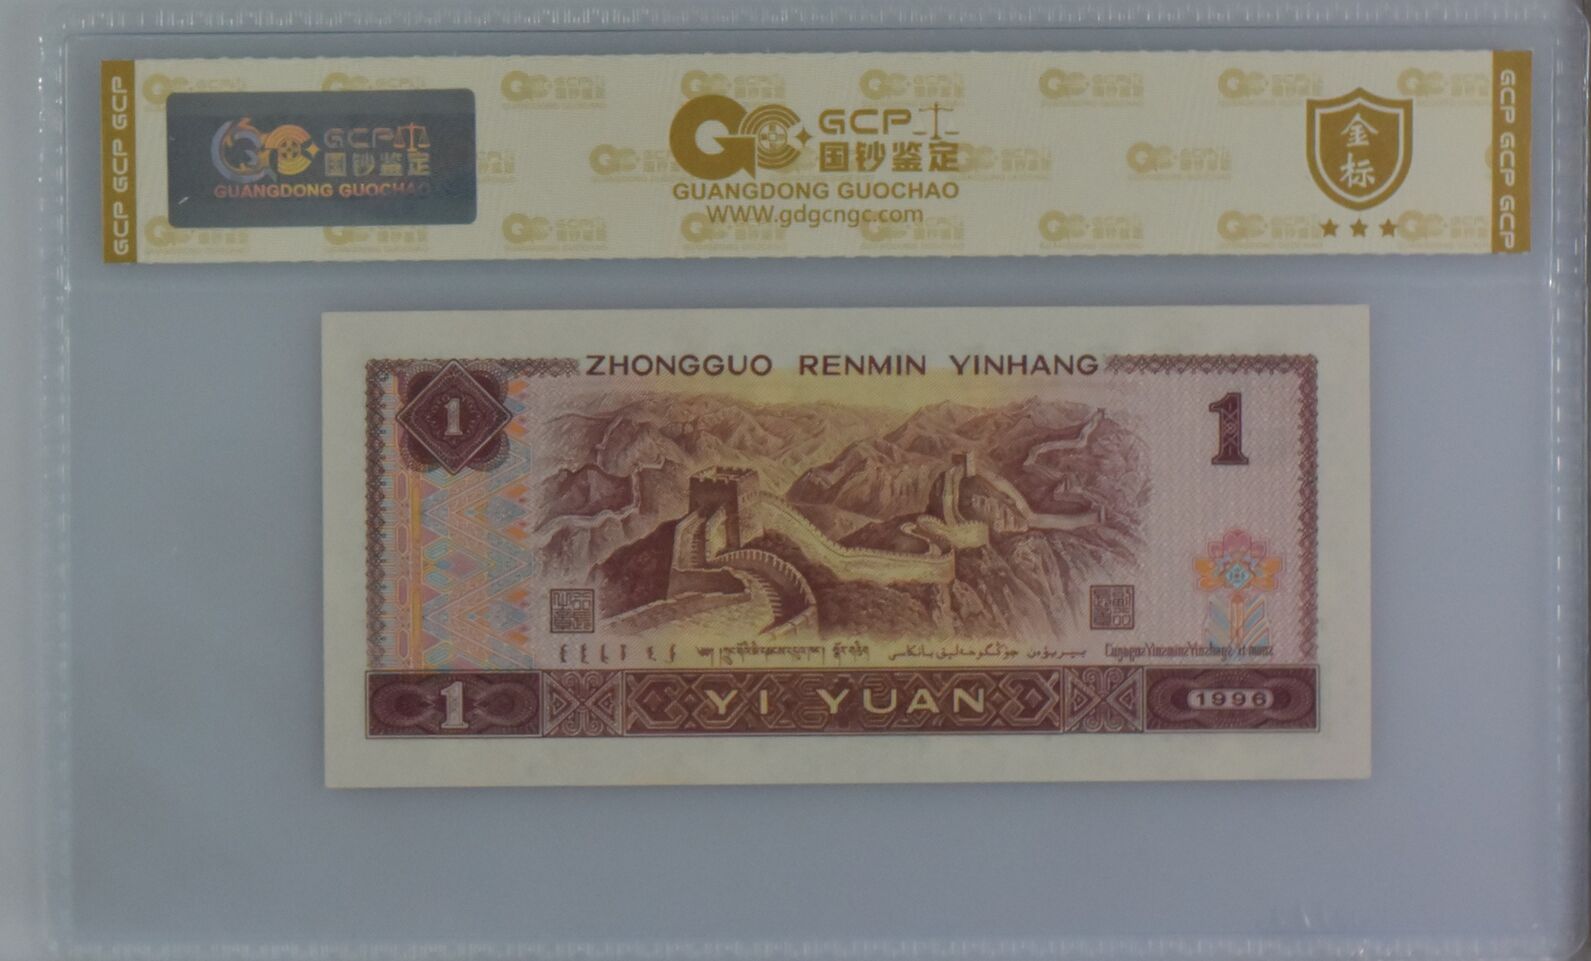 GCP GCP GCP
GCP 国钞鉴定
GUANGDONG GUOCHAO
GCP
国钞鉴定
GUANGDONG GUOCHAO
WWW.gdgcngc.com
金标
GCP GCP GCP
ZHONGGUO RENMIN YINHANG
1
1
1
YI YUAN
1996